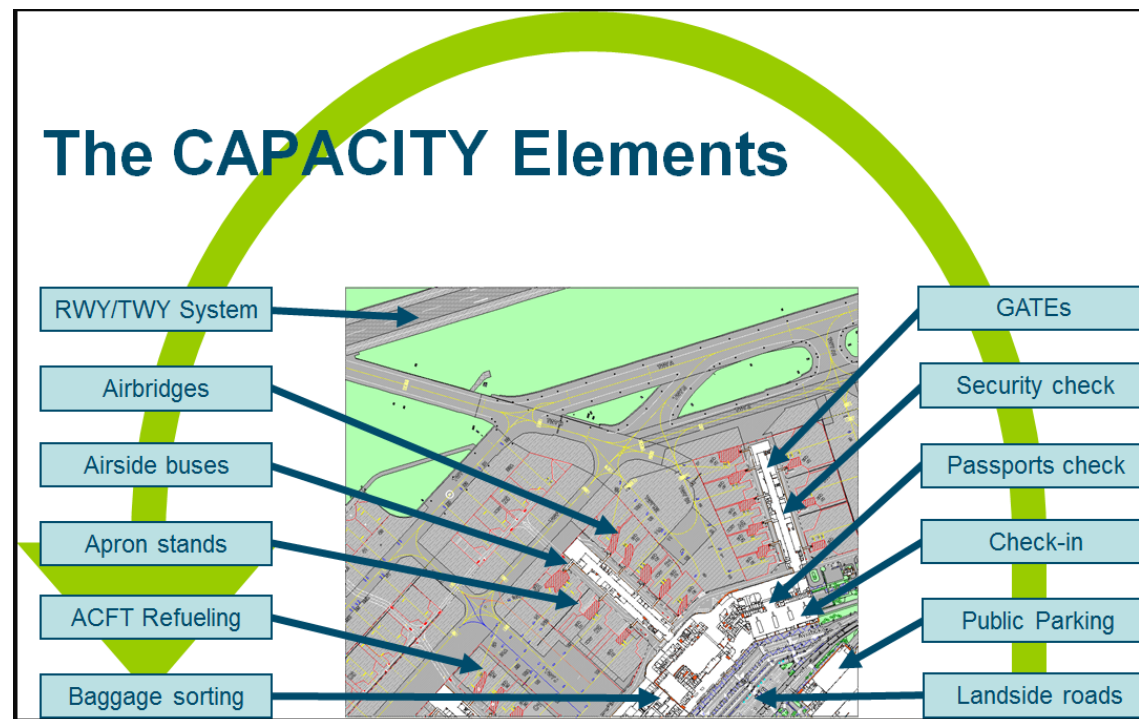 The CAPACITY Elements
RWY/TWY System
Airbridges
Airside buses
Apron stands
ACFT Refueling
Baggage sorting
GATEs
Security check
Passports check
Check-in
Public Parking
Landside roads